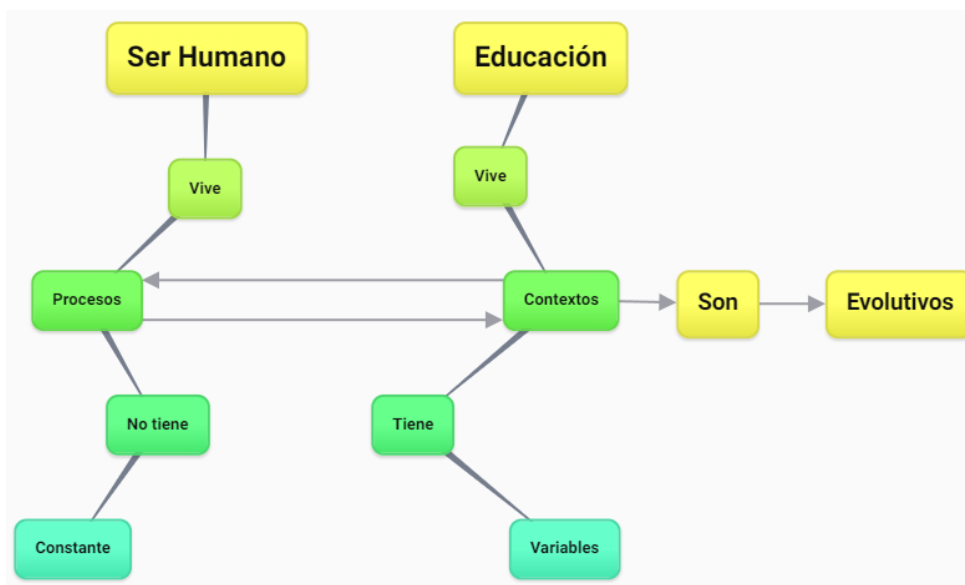 Ser Humano
Educación
Vive
Vive
Procesos
Contextos
Son
Evolutivos
No tiene
Tiene
Constante
Variables